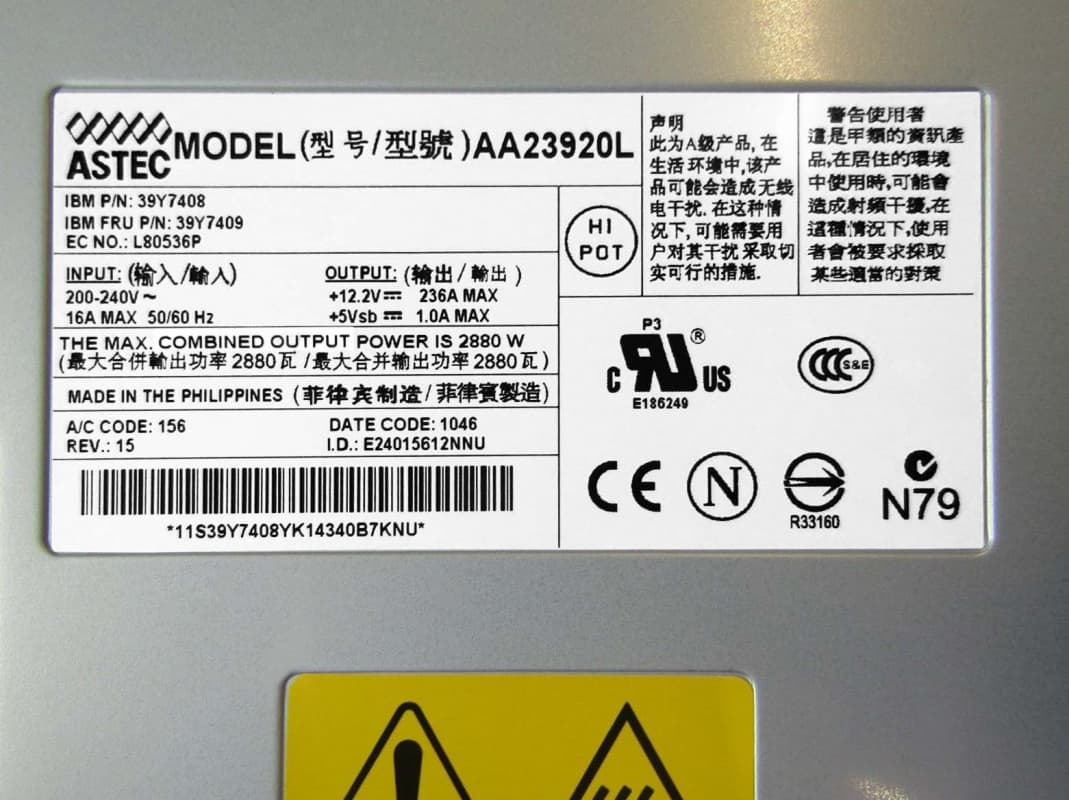 ASTEC
MODEL(型号/型號)AA23920L
IBM P/N: 39Y7408
IBM FRU P/N: 39Y7409
EC NO.: L80536P
HI
POT
INPUT: (输入/輸入)
200-240V ~
16A MAX 50/60 Hz
OUTPUT: (輸出/输出)
+12.2V⎓ 236A MAX
+5Vsb ⎓ 1.0A MAX
THE MAX. COMBINED OUTPUT POWER IS 2880 W
(最大合併輸出功率2880瓦/最大合并输出功率2880瓦)
MADE IN THE PHILIPPINES (菲律宾制造/菲律賓製造)
A/C CODE: 156
REV.: 15
DATE CODE: 1046
I.D.: E24015612NNU
*11S39Y7408YK14340B7KNU*
声明
此为A级产品,在
生活环境中,该产
品可能会造成无线
电干扰.在这种情
况下,可能需要用
户对其干扰采取切
实可行的措施.
警告使用者
這是甲類的資訊產
品,在居住的環境
中使用時,可能會
造成射頻干擾,在
這種情況下,使用
者會被要求採取
某些適當的對策
P3
C RU US ®
E186249
CCC S&E
CE
N
R33160
N79